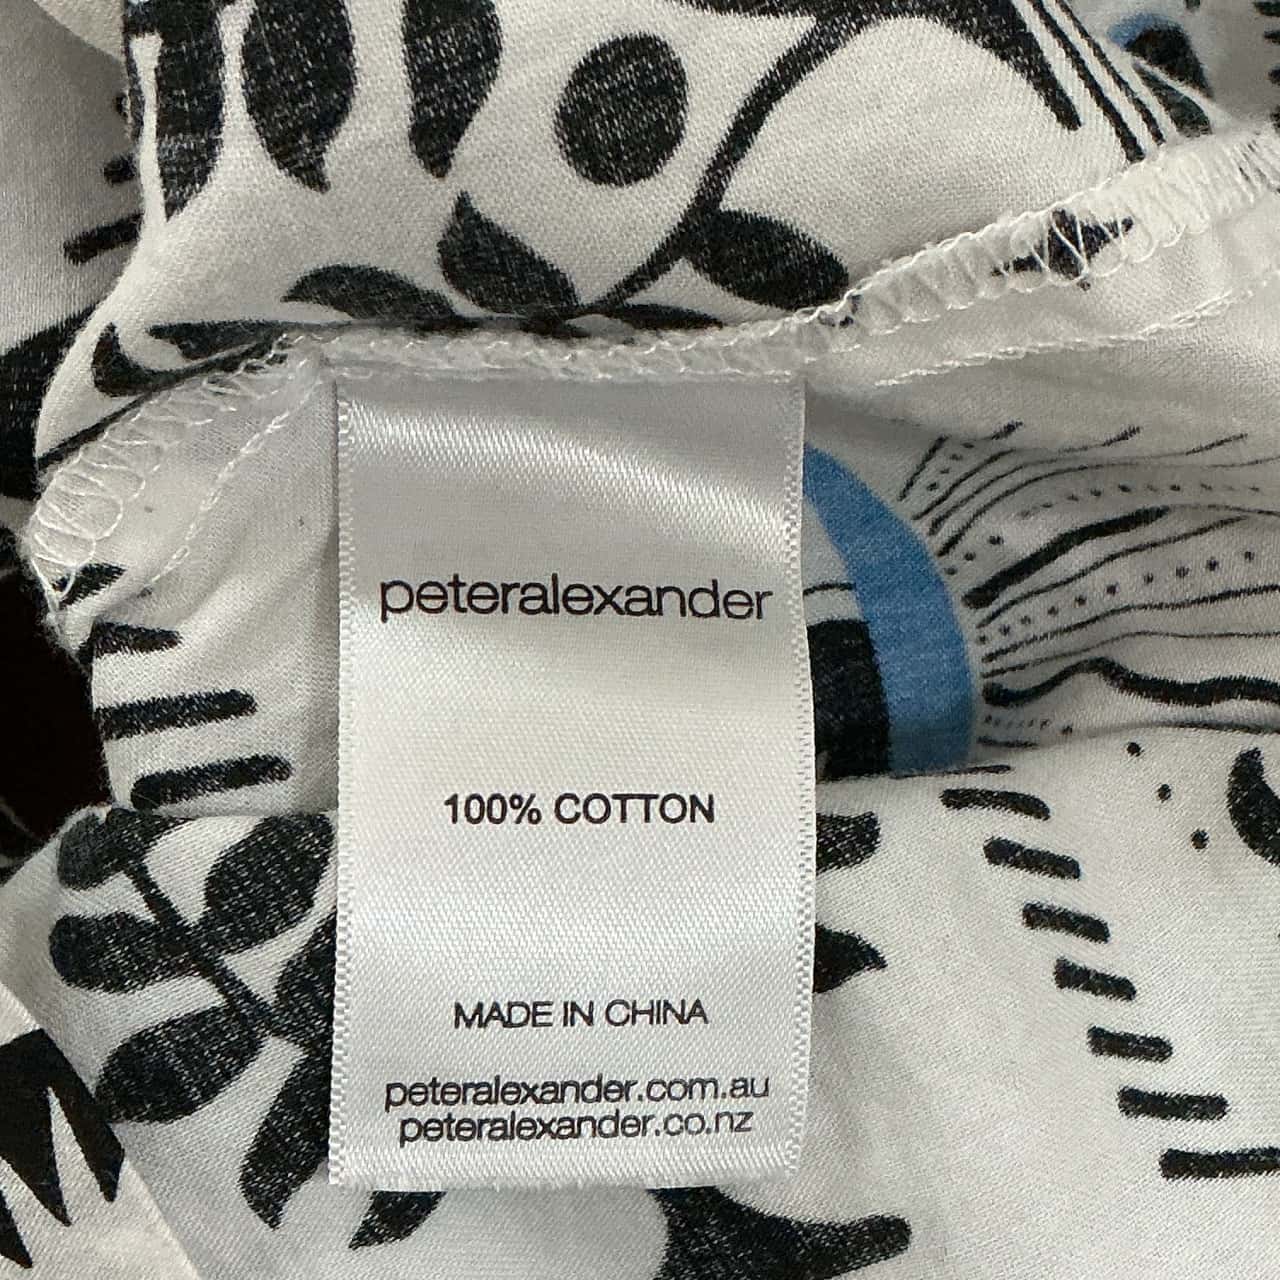 peteralexander
100% COTTON
MADE IN CHINA
peteralexander.com.au
peteralexander.co.nz